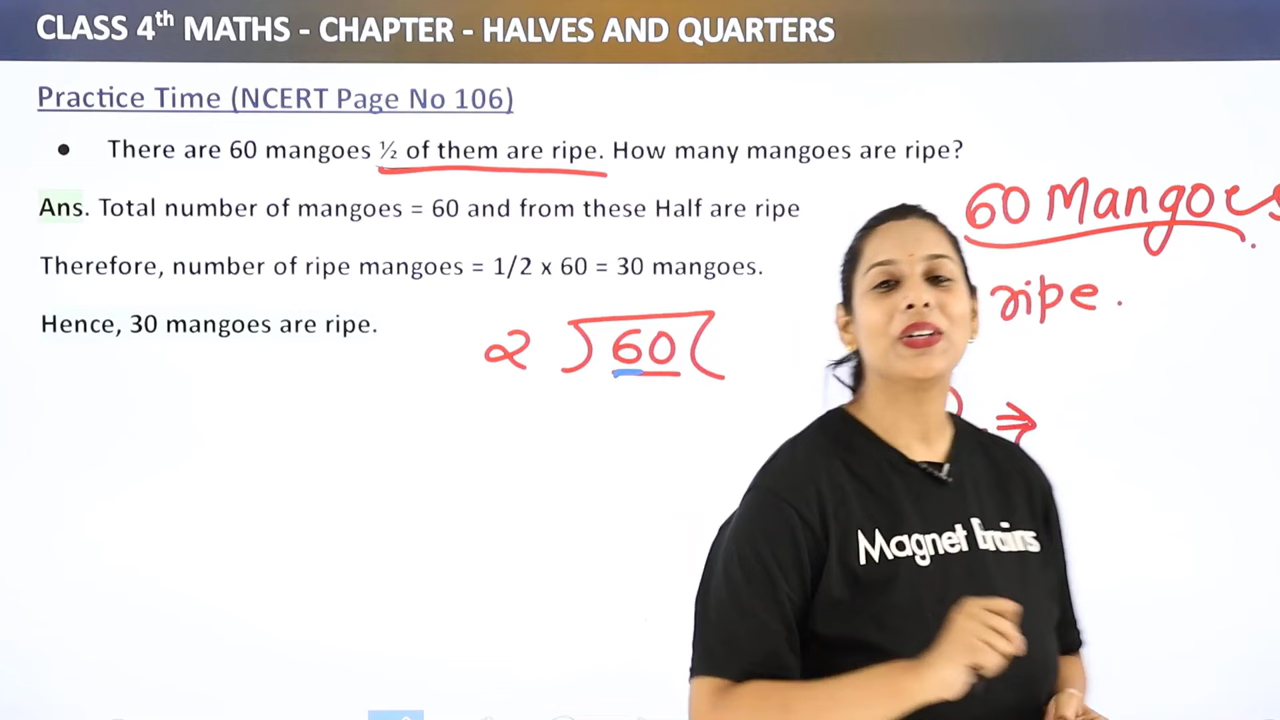 CLASS 4th MATHS - CHAPTER - HALVES AND QUARTERS
Practice Time (NCERT Page No 106)
• There are 60 mangoes ½ of them are ripe. How many mangoes are ripe?
Ans. Total number of mangoes = 60 and from these Half are ripe
60 Mangoes
Therefore, number of ripe mangoes = 1/2 x 60 = 30 mangoes.
ripe.
Hence, 30 mangoes are ripe.
2 ) 60 (
Magnet Brains